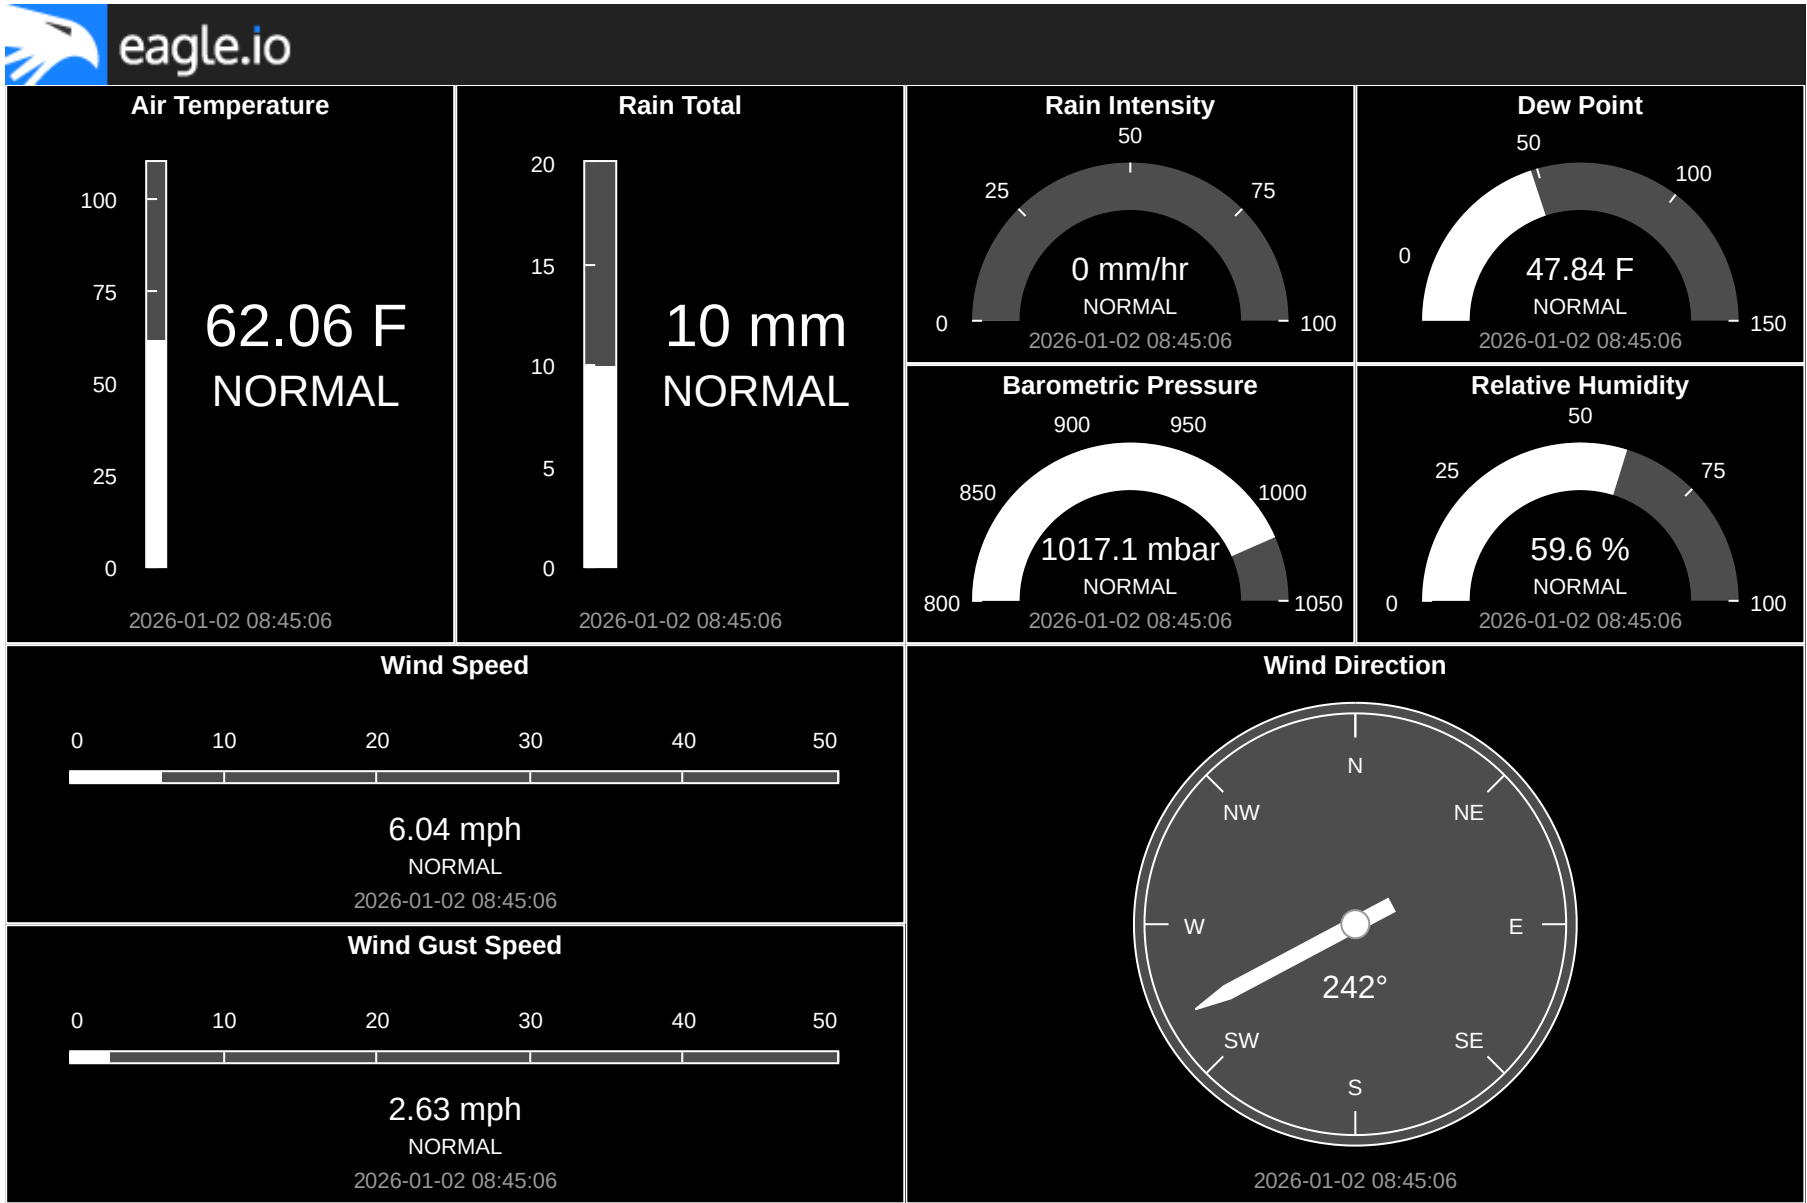 eagle.io
Air Temperature
100
75
50
25
0
62.06 F
NORMAL
2026-01-02 08:45:06
Rain Total
20
15
10
5
0
10 mm
NORMAL
2026-01-02 08:45:06
Rain Intensity
0
25
50
75
100
0 mm/hr
NORMAL
2026-01-02 08:45:06
Dew Point
0
50
100
150
47.84 F
NORMAL
2026-01-02 08:45:06
Barometric Pressure
800
850
900
950
1000
1050
1017.1 mbar
NORMAL
2026-01-02 08:45:06
Relative Humidity
0
25
50
75
100
59.6 %
NORMAL
2026-01-02 08:45:06
Wind Speed
0 10 20 30 40 50
6.04 mph
NORMAL
2026-01-02 08:45:06
Wind Gust Speed
0 10 20 30 40 50
2.63 mph
NORMAL
2026-01-02 08:45:06
Wind Direction
N
NW NE
W E
242°
SW SE
S
2026-01-02 08:45:06